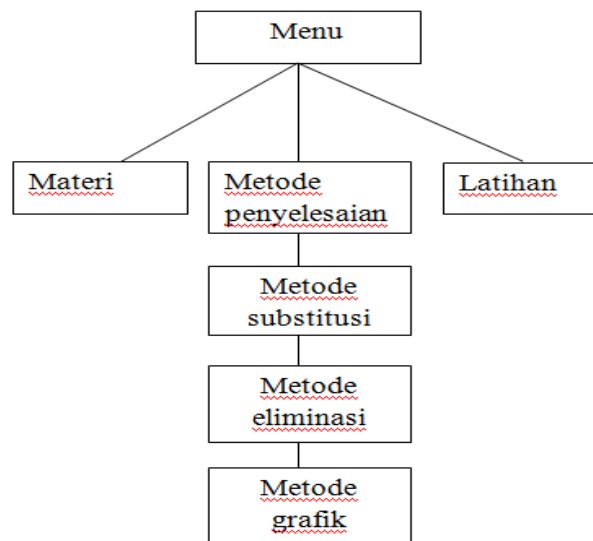 Menu
Materi
Metode
penyelesaian
Latihan
Metode
substitusi
Metode
eliminasi
Metode
grafik